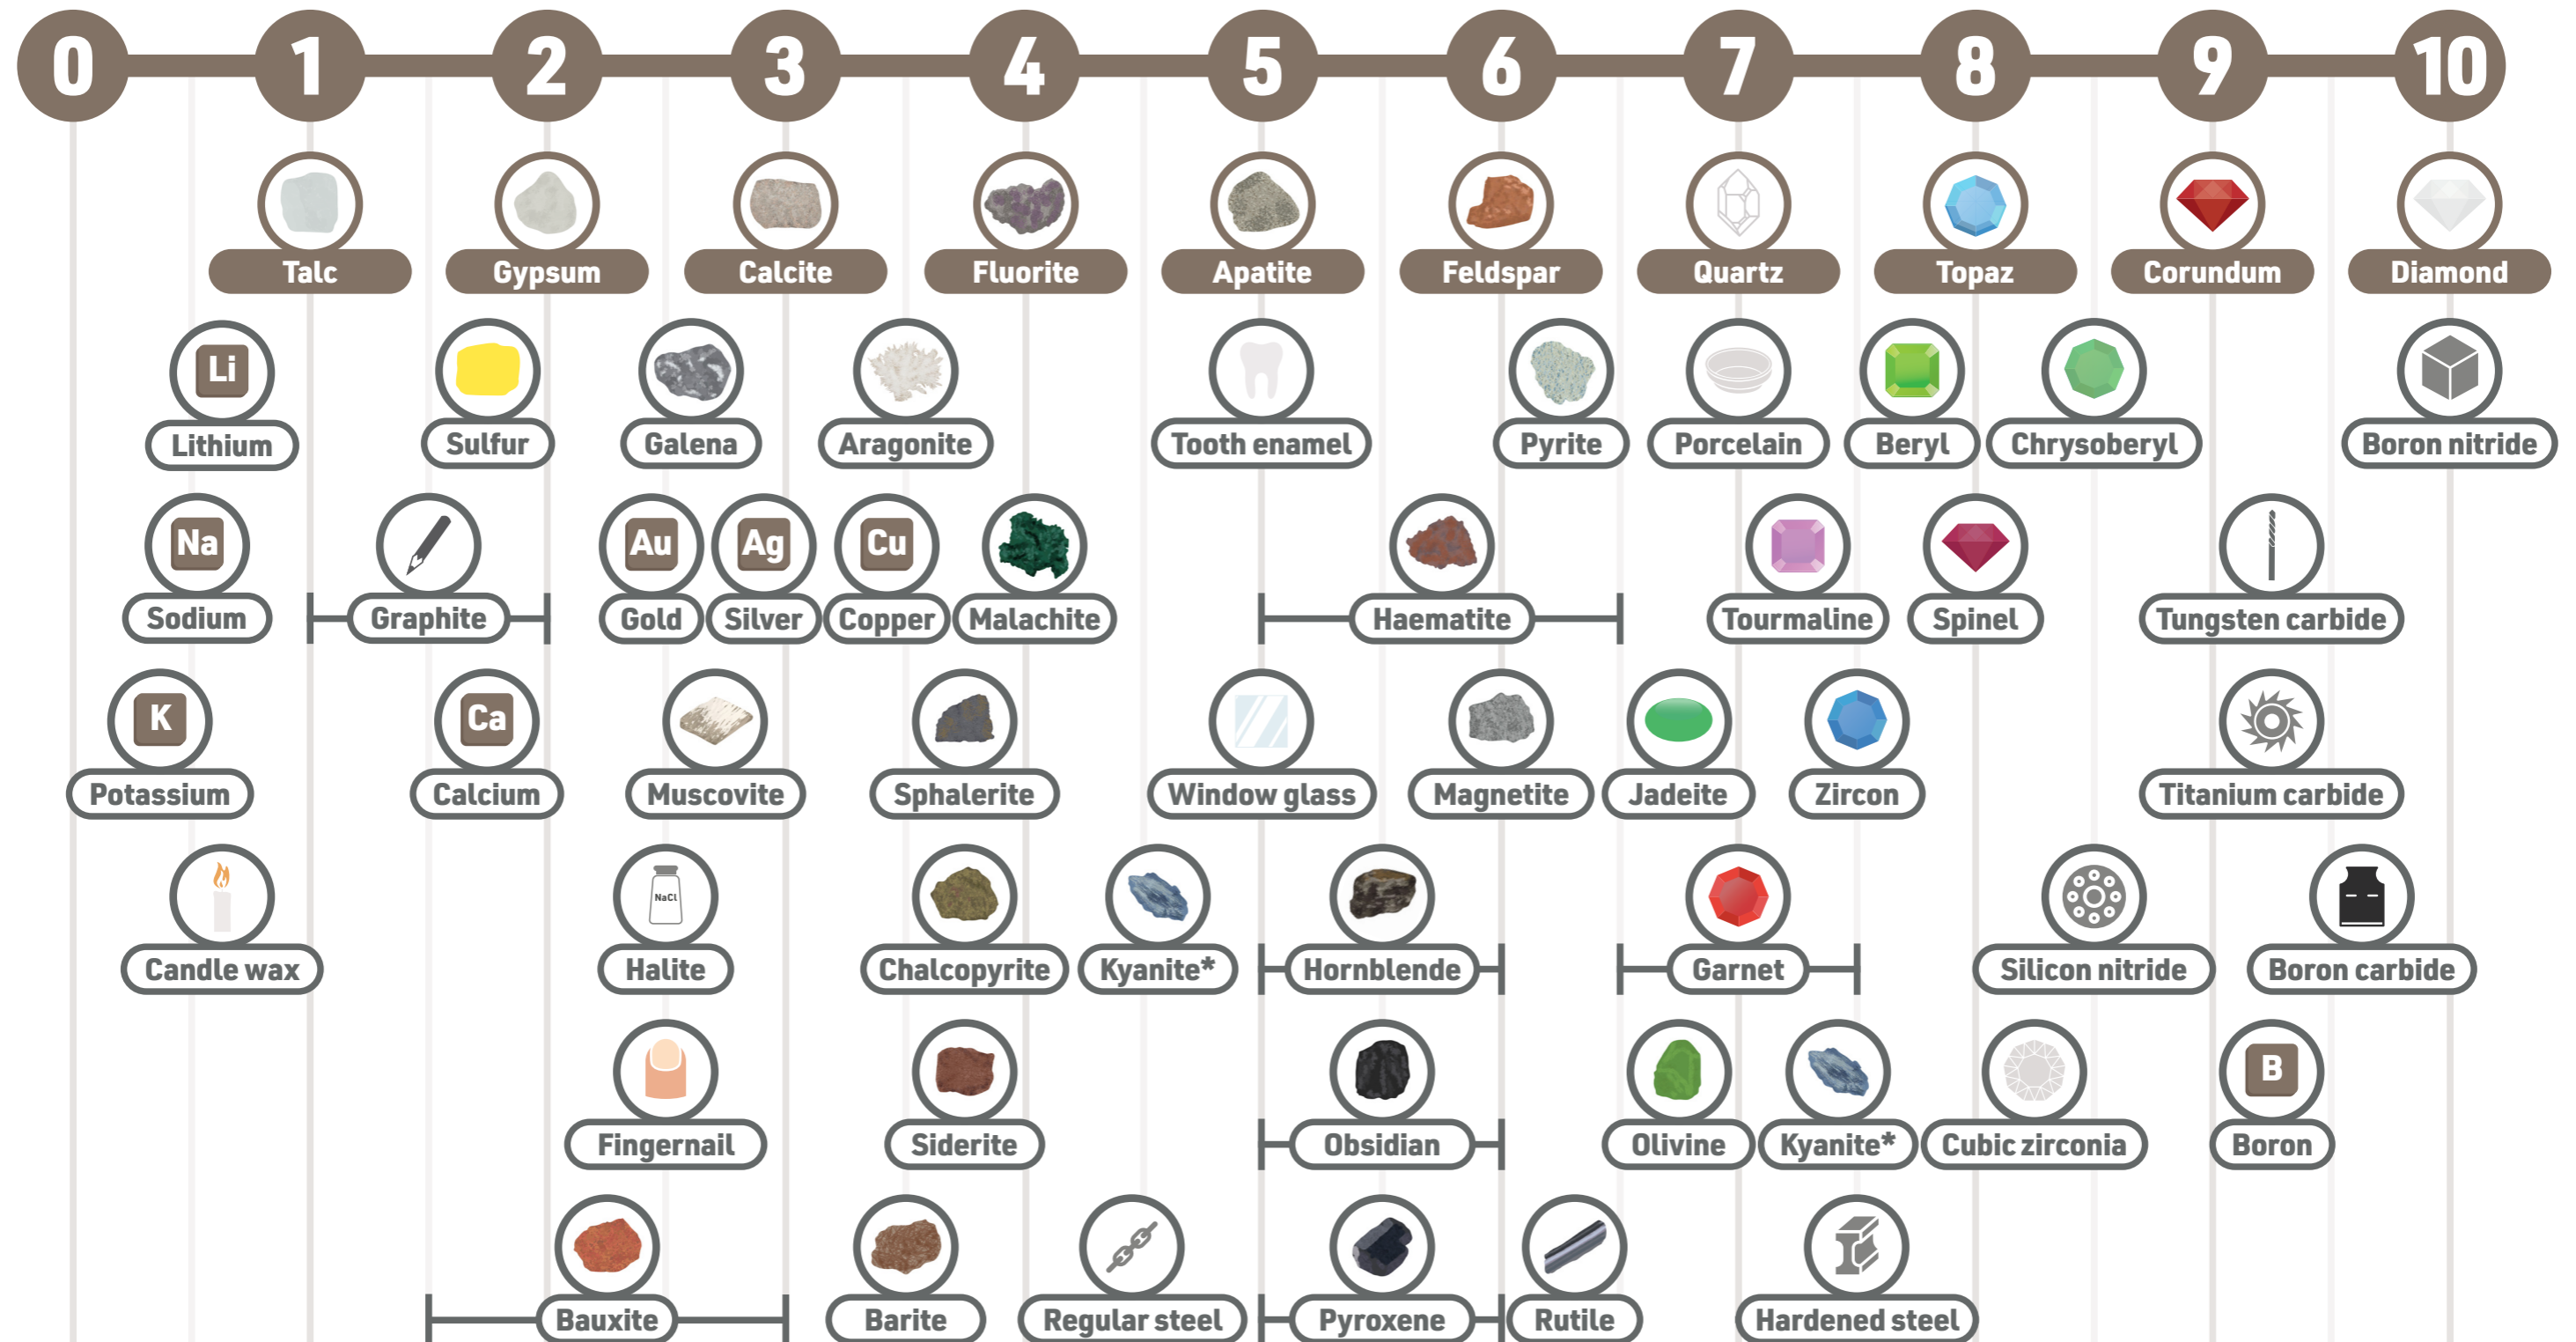 0 1 2 3 4 5 6 7 8 9 10
Talc Gypsum Calcite Fluorite Apatite Feldspar Quartz Topaz Corundum Diamond
Li
Lithium Sulfur Galena Aragonite Tooth enamel Pyrite Porcelain Beryl Chrysoberyl Boron nitride
Na Au Ag Cu
Sodium Graphite Gold Silver Copper Malachite Haematite Tourmaline Spinel Tungsten carbide
K Ca
Potassium Calcium Muscovite Sphalerite Window glass Magnetite Jadeite Zircon Titanium carbide
NaCl
Candle wax Halite Chalcopyrite Kyanite* Hornblende Garnet Silicon nitride Boron carbide
B
Fingernail Siderite Obsidian Olivine Kyanite* Cubic zirconia Boron
Bauxite Barite Regular steel Pyroxene Rutile Hardened steel